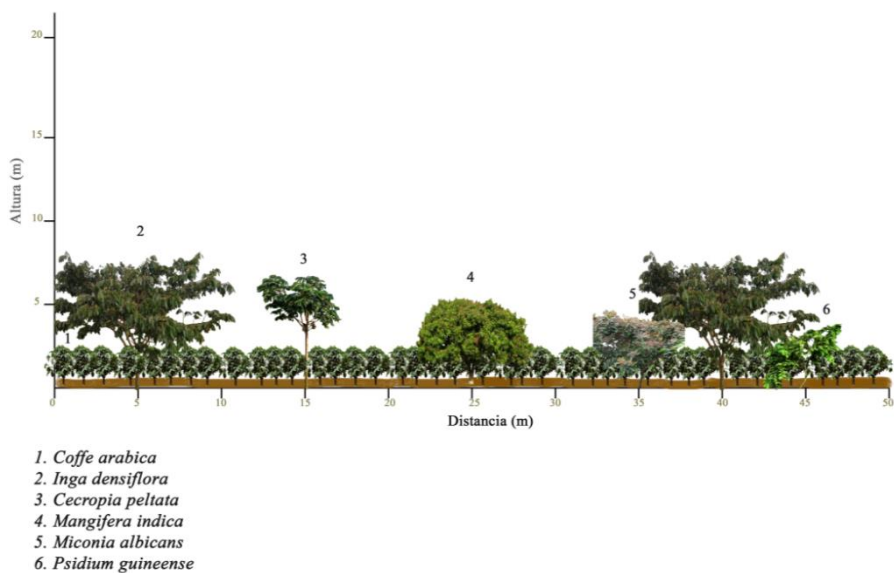 20
15
Altura (m)
10
2
3
4
5
5
6
1
0
5
10
15
20
25
30
35
40
45
50
Distancia (m)
1. Coffe arabica
2. Inga densiflora
3. Cecropia peltata
4. Mangifera indica
5. Miconia albicans
6. Psidium guineense